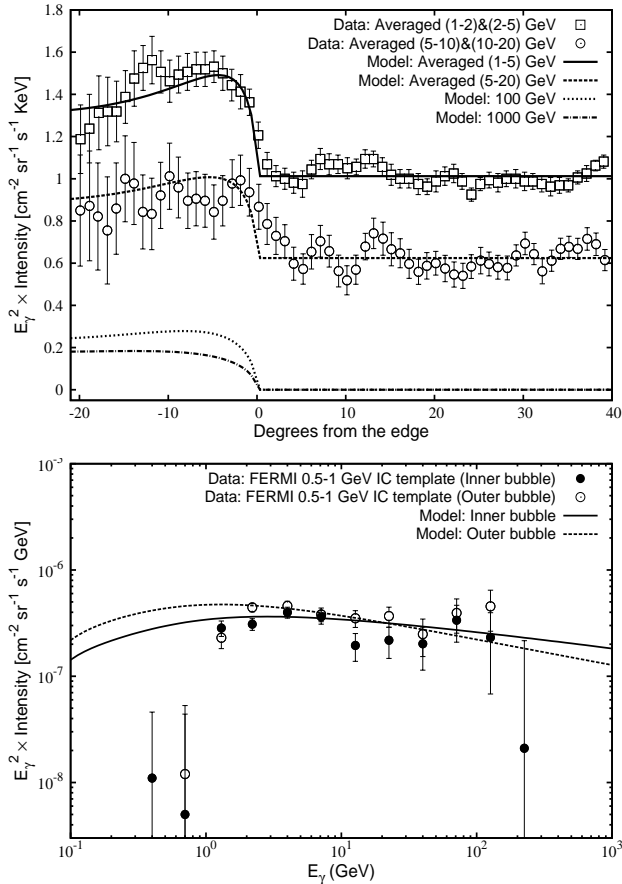 Data: Averaged (1-2)&(2-5) GeV
Data: Averaged (5-10)&(10-20) GeV
Model: Averaged (1-5) GeV
Model: Averaged (5-20) GeV
Model: 100 GeV
Model: 1000 GeV
E_γ^2 × Intensity [cm^-2 sr^-1 s^-1 KeV]
1.8
1.6
1.4
1.2
1
0.8
0.6
0.4
0.2
0
-20 -10 0 10 20 30 40
Degrees from the edge
Data: FERMI 0.5-1 GeV IC template (Inner bubble)
Data: FERMI 0.5-1 GeV IC template (Outer bubble)
Model: Inner bubble
Model: Outer bubble
E_γ^2 × Intensity [cm^-2 sr^-1 s^-1 GeV]
10^-5
10^-6
10^-7
10^-8
10^-1 10^0 10^1 10^2 10^3
E_γ (GeV)